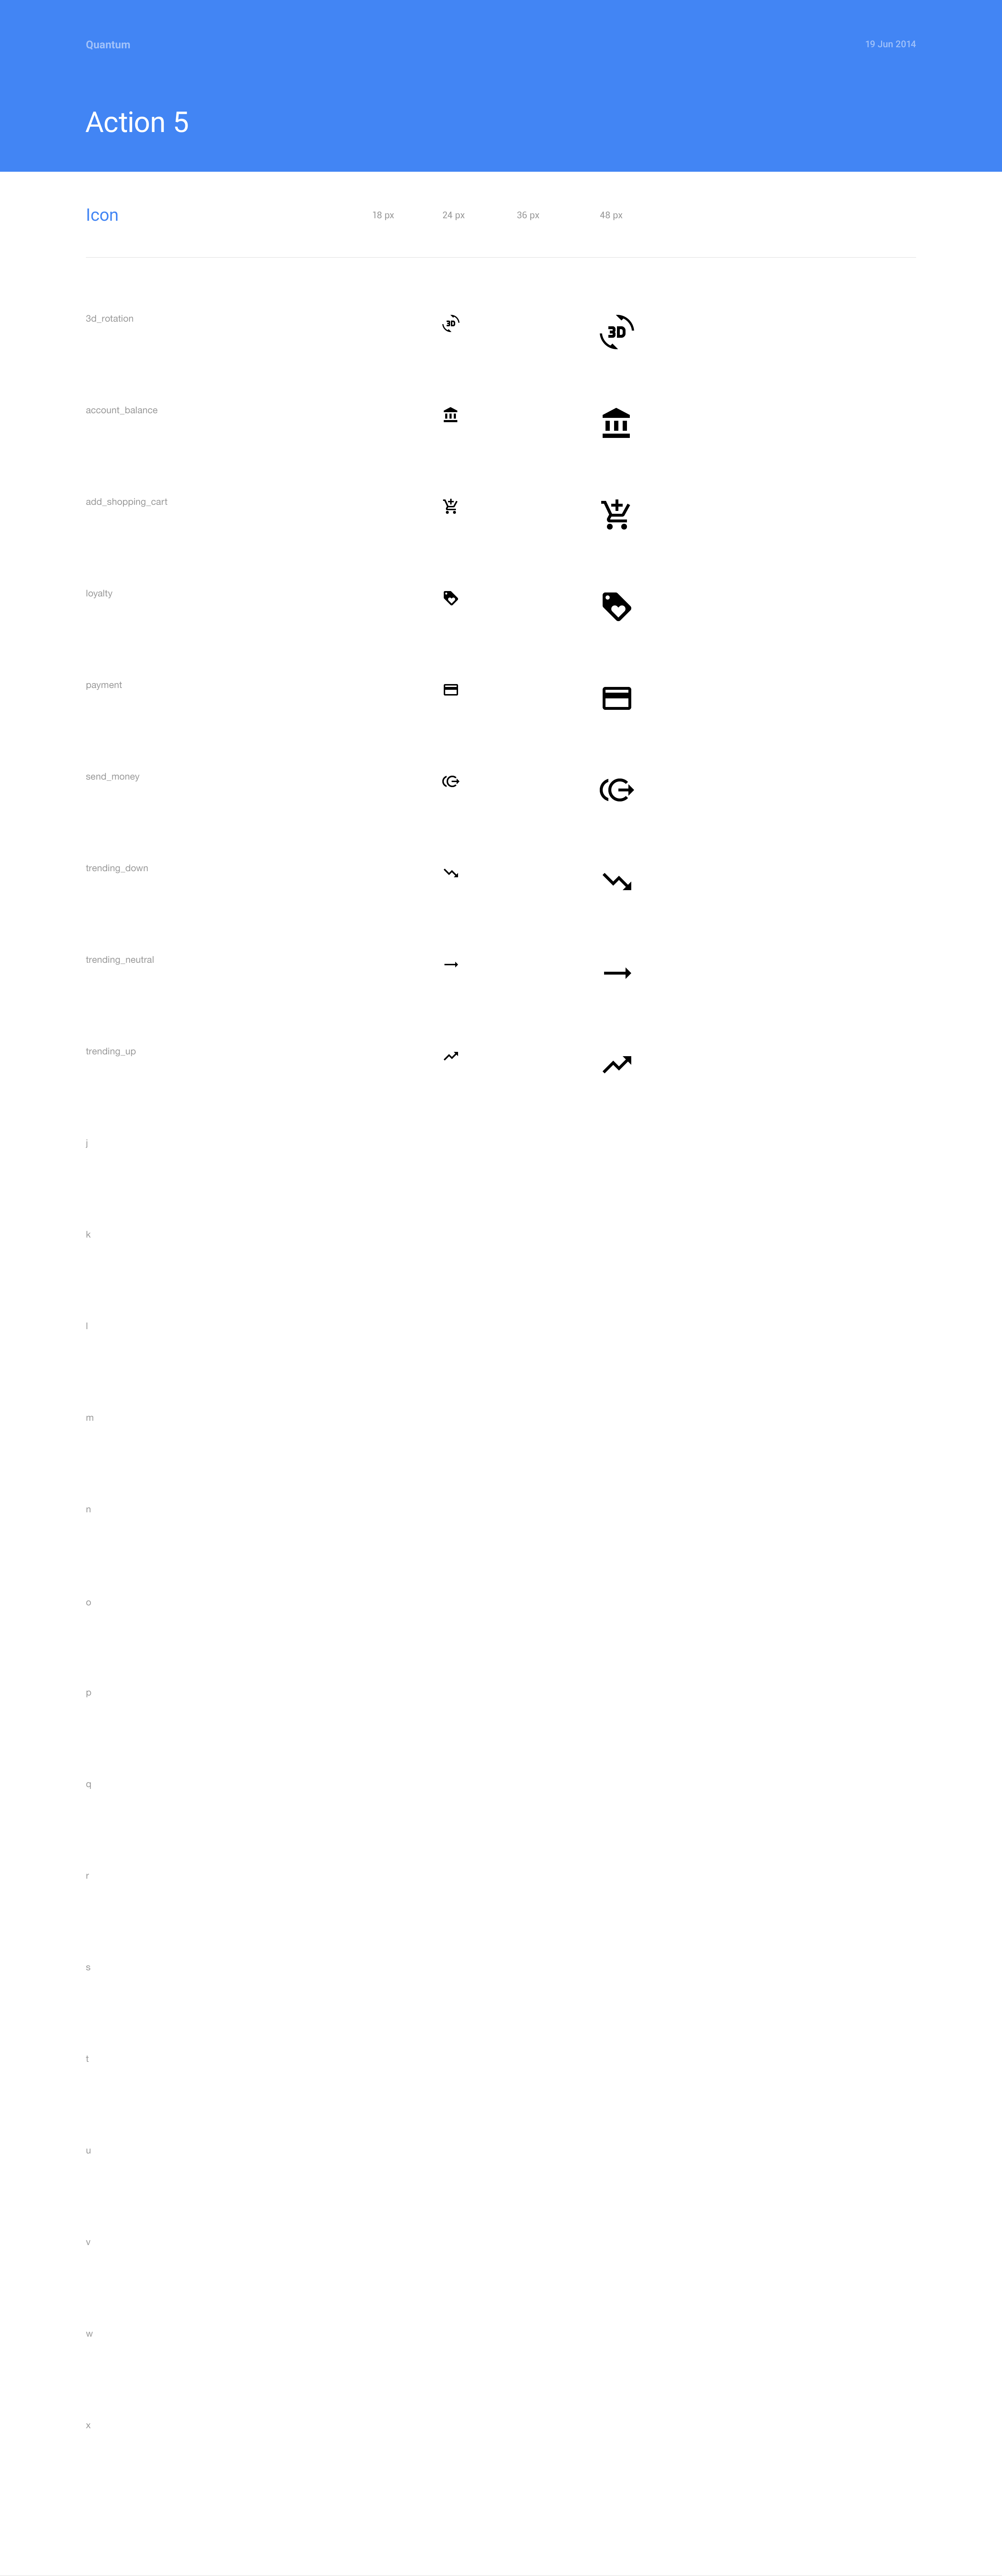 Quantum
19 Jun 2014
Action 5
Icon 18 px 24 px 36 px 48 px
3d_rotation 3D 3D
account_balance
add_shopping_cart
loyalty
payment
send_money
trending_down
trending_neutral
trending_up
j
k
l
m
n
o
p
q
r
s
t
u
v
w
x